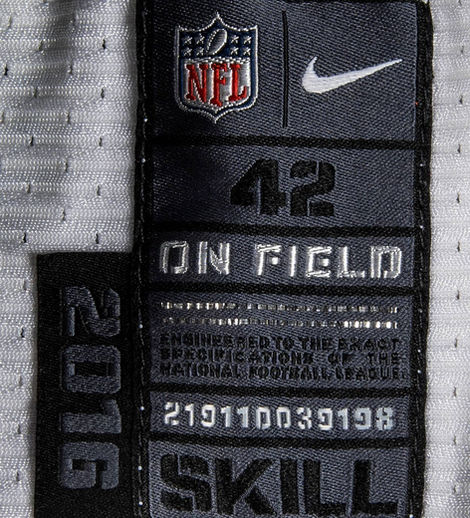 NFL
42
ON FIELD
ENGINEERED TO THE EXACT
SPECIFICATIONS OF THE
NATIONAL FOOTBALL LEAGUE
219110039198
SKILL
2016